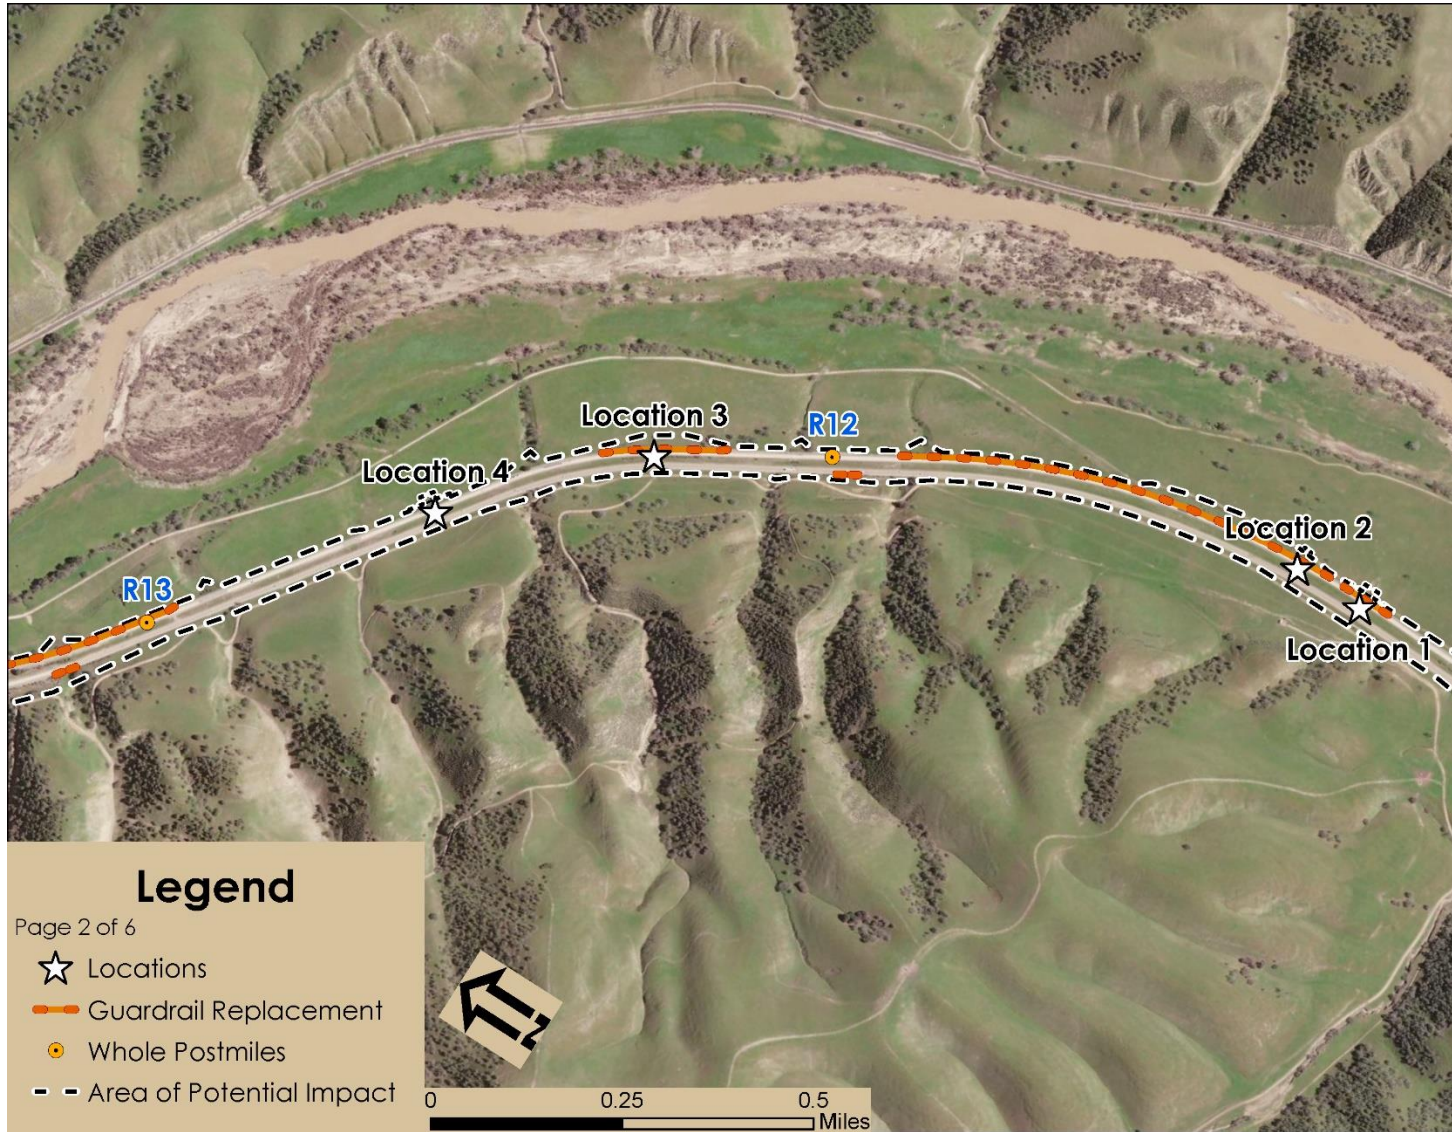 Location 3
R12
Location 4
Location 2
R13
Location 1
Legend
Page 2 of 6
Locations
Guardrail Replacement
Whole Postmiles
Area of Potential Impact
N
0 0.25 0.5
Miles